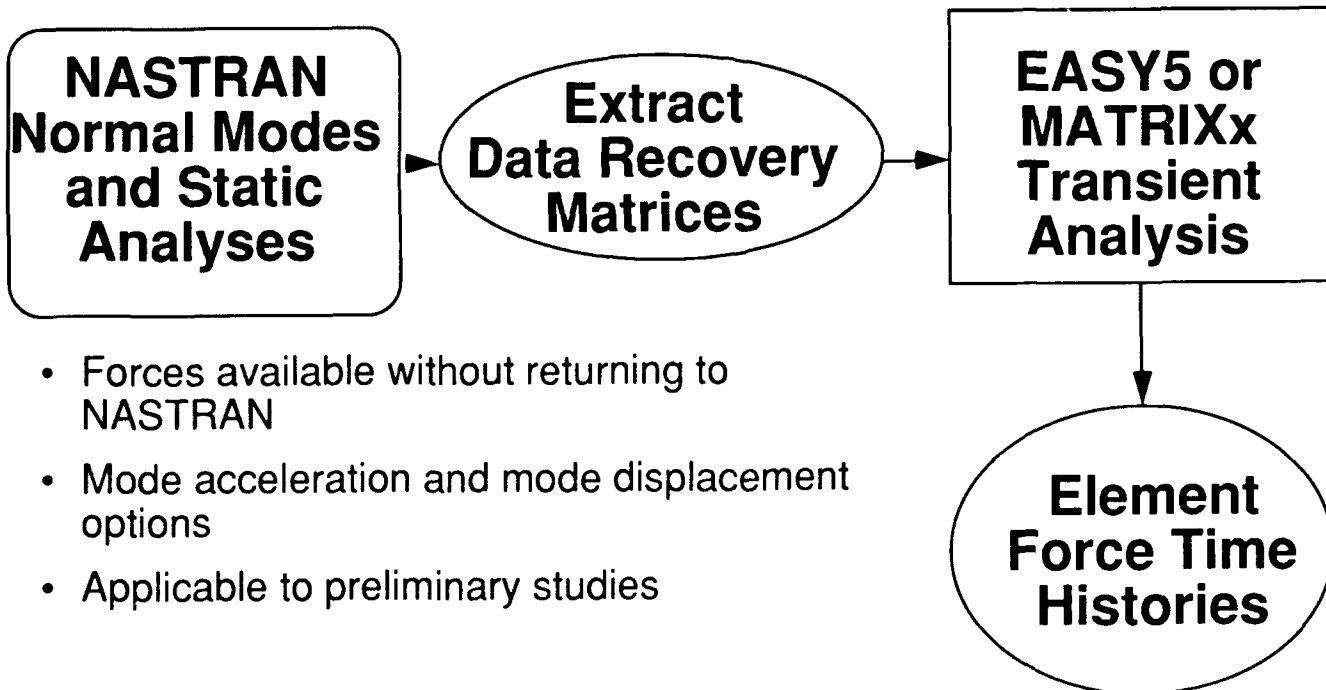 NASTRAN
Normal Modes
and Static
Analyses
Extract
Data Recovery
Matrices
EASY5 or
MATRIXx
Transient
Analysis
• Forces available without returning to
NASTRAN
• Mode acceleration and mode displacement
options
• Applicable to preliminary studies
Element
Force Time
Histories